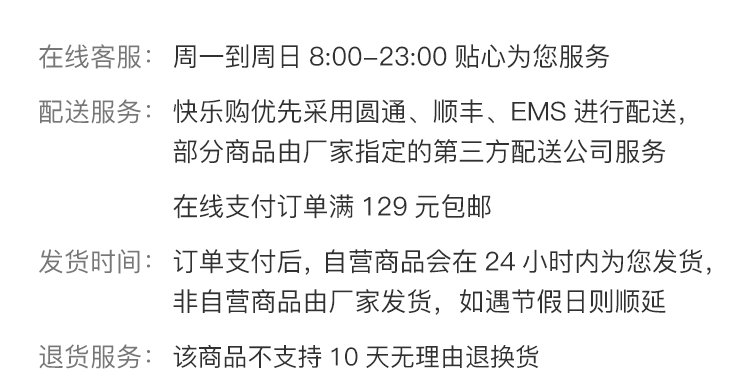 在线客服：周一到周日 8:00-23:00 贴心为您服务
配送服务：快乐购优先采用圆通、顺丰、EMS 进行配送，
部分商品由厂家指定的第三方配送公司服务
在线支付订单满 129 元包邮
发货时间：订单支付后，自营商品会在 24 小时内为您发货，
非自营商品由厂家发货，如遇节假日则顺延
退货服务：该商品不支持 10 天无理由退换货